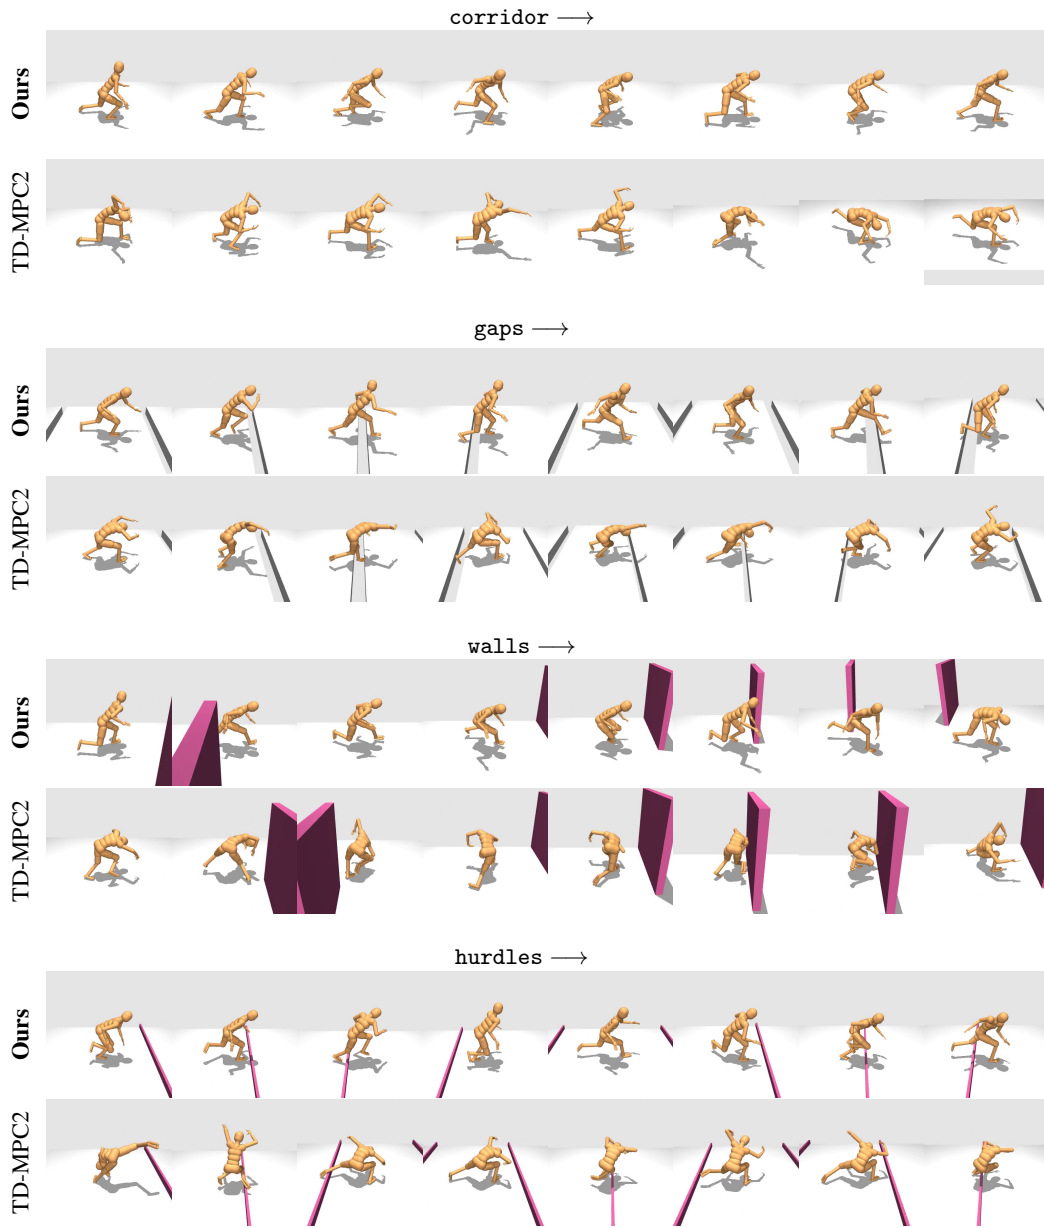 corridor ⟶
Ours
TD-MPC2
gaps ⟶
Ours
TD-MPC2
walls ⟶
Ours
TD-MPC2
hurdles ⟶
Ours
TD-MPC2